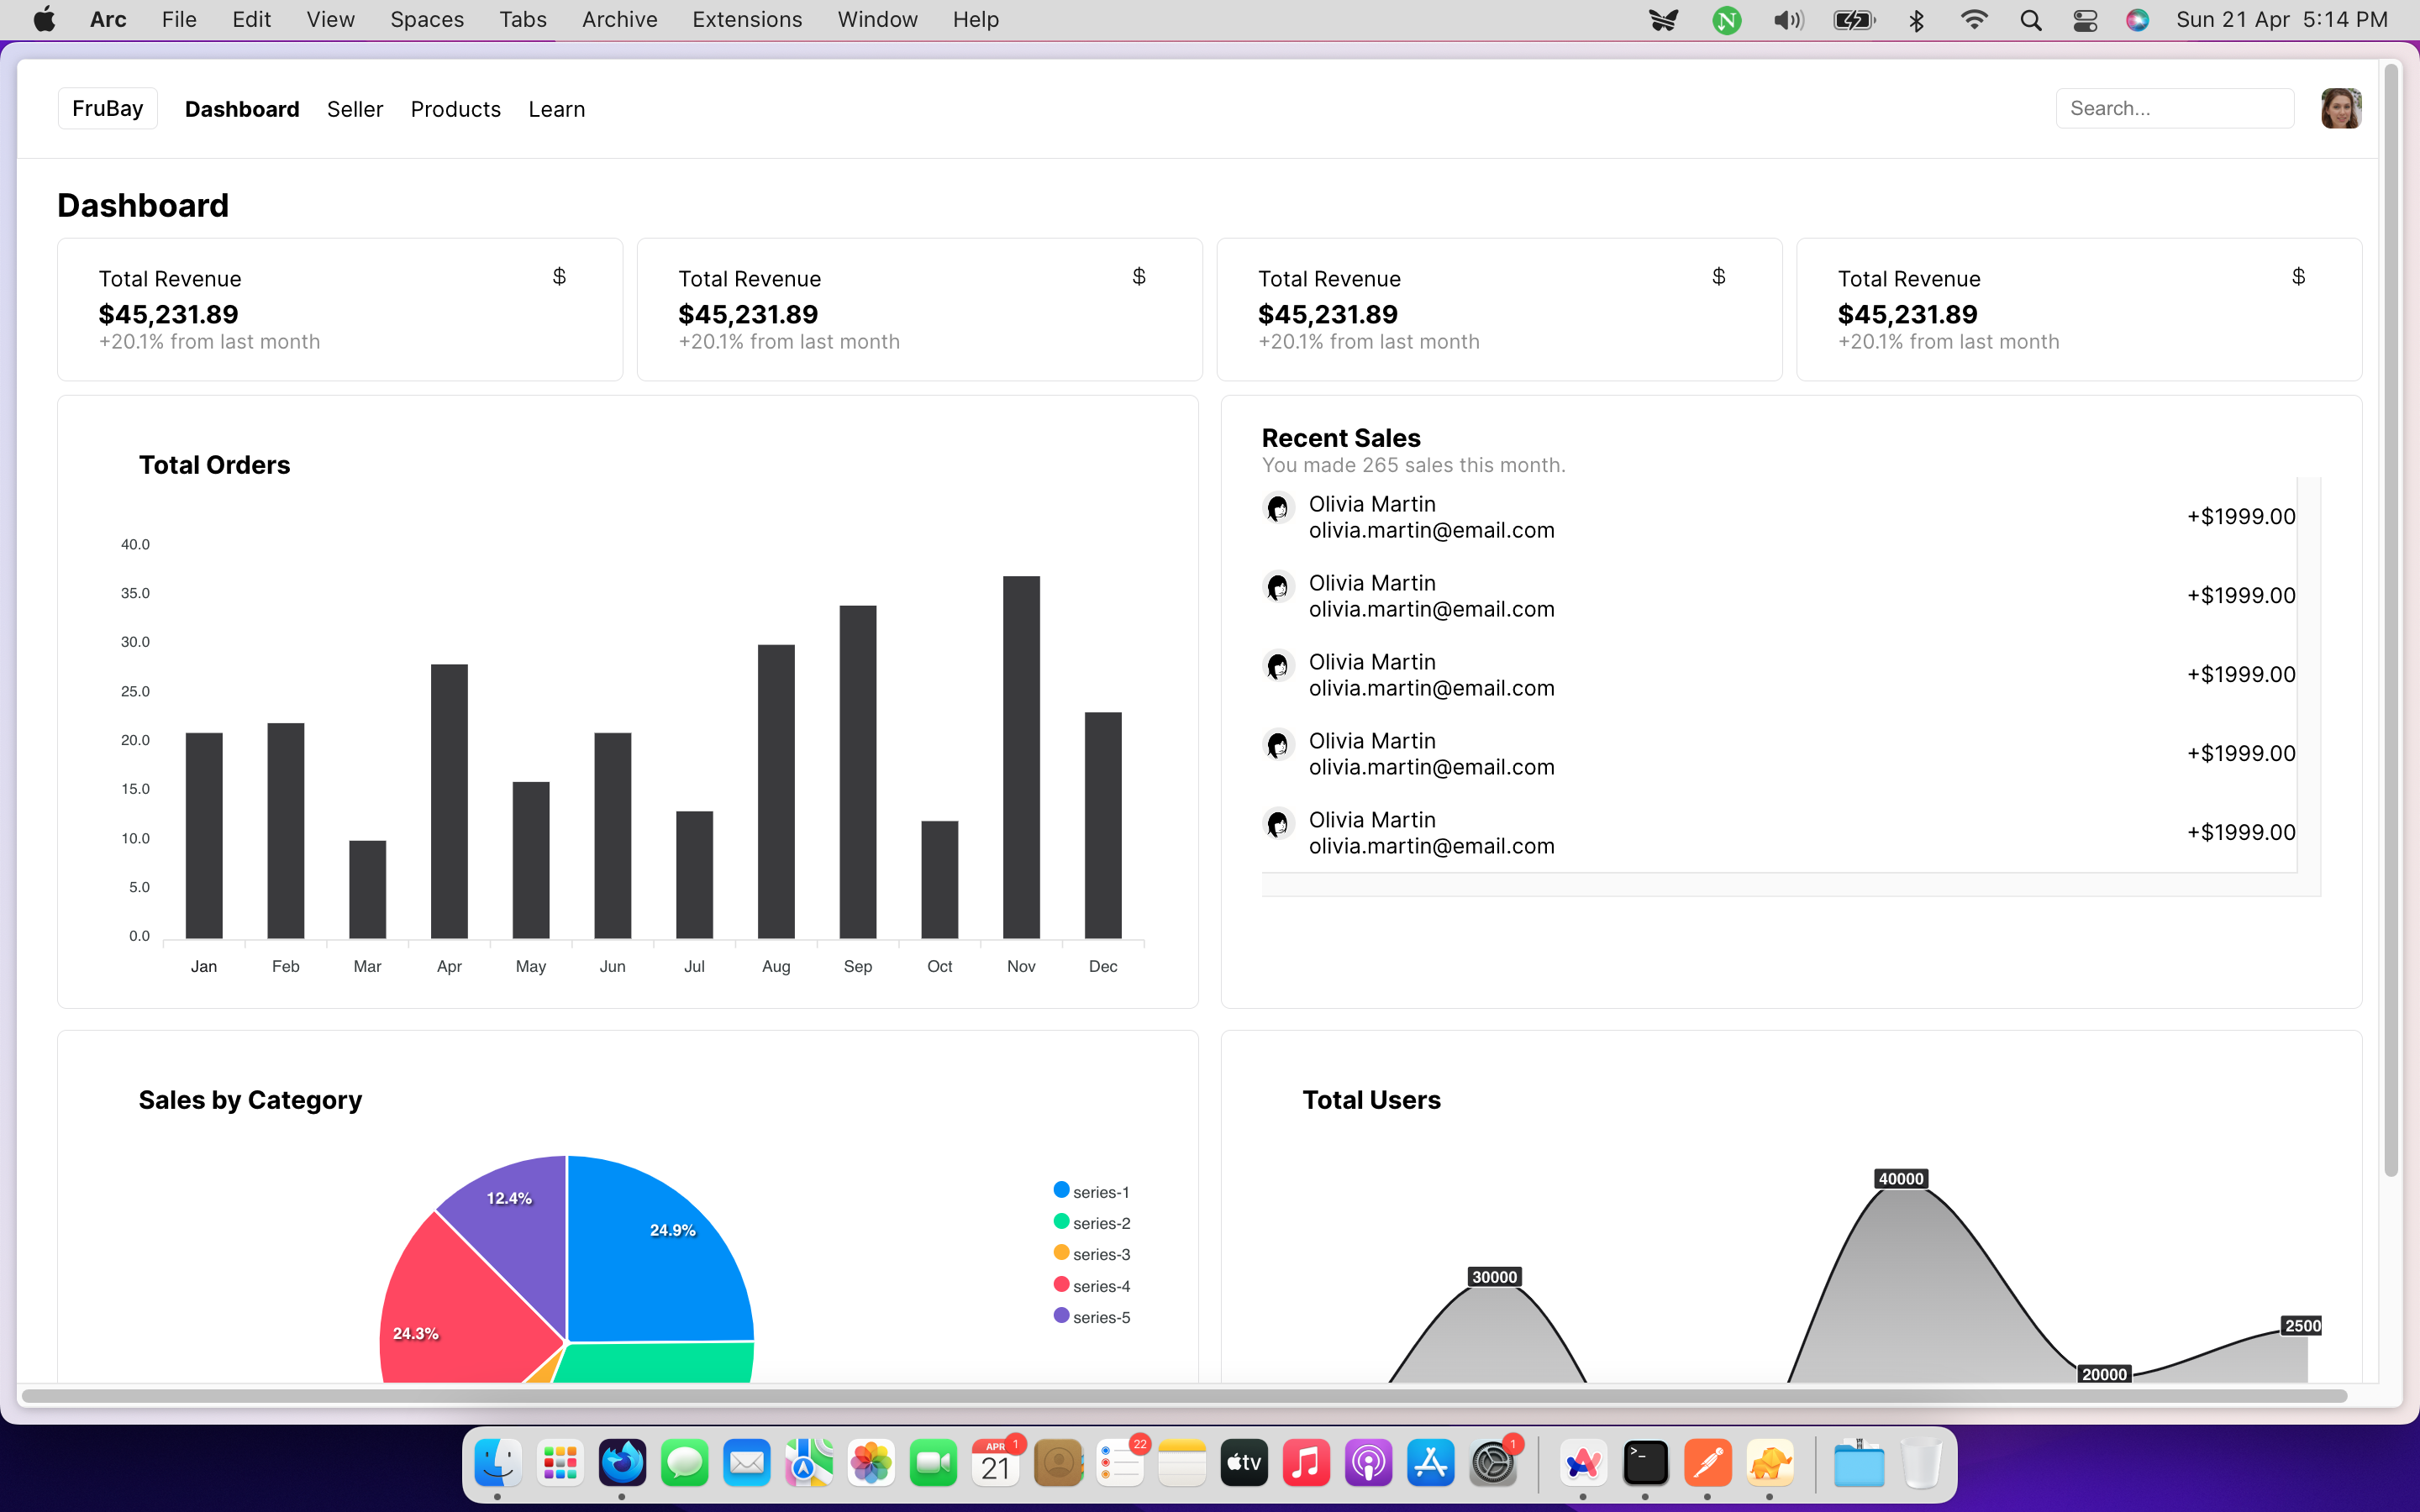 Arc File Edit View Spaces Tabs Archive Extensions Window Help Sun 21 Apr 5:14 PM
FruBay Dashboard Seller Products Learn Search...
Dashboard
Total Revenue $ Total Revenue $ Total Revenue $ Total Revenue $
$45,231.89 $45,231.89 $45,231.89 $45,231.89
+20.1% from last month +20.1% from last month +20.1% from last month +20.1% from last month
Total Orders
40.0
35.0
30.0
25.0
20.0
15.0
10.0
5.0
0.0
Jan Feb Mar Apr May Jun Jul Aug Sep Oct Nov Dec
Recent Sales
You made 265 sales this month.
Olivia Martin
olivia.martin@email.com
+$1999.00
Olivia Martin
olivia.martin@email.com
+$1999.00
Olivia Martin
olivia.martin@email.com
+$1999.00
Olivia Martin
olivia.martin@email.com
+$1999.00
Olivia Martin
olivia.martin@email.com
+$1999.00
Sales by Category
12.4%
24.9%
24.3%
series-1
series-2
series-3
series-4
series-5
Total Users
40000
30000
2500
20000
APR 1
21
22
tv
1
>_